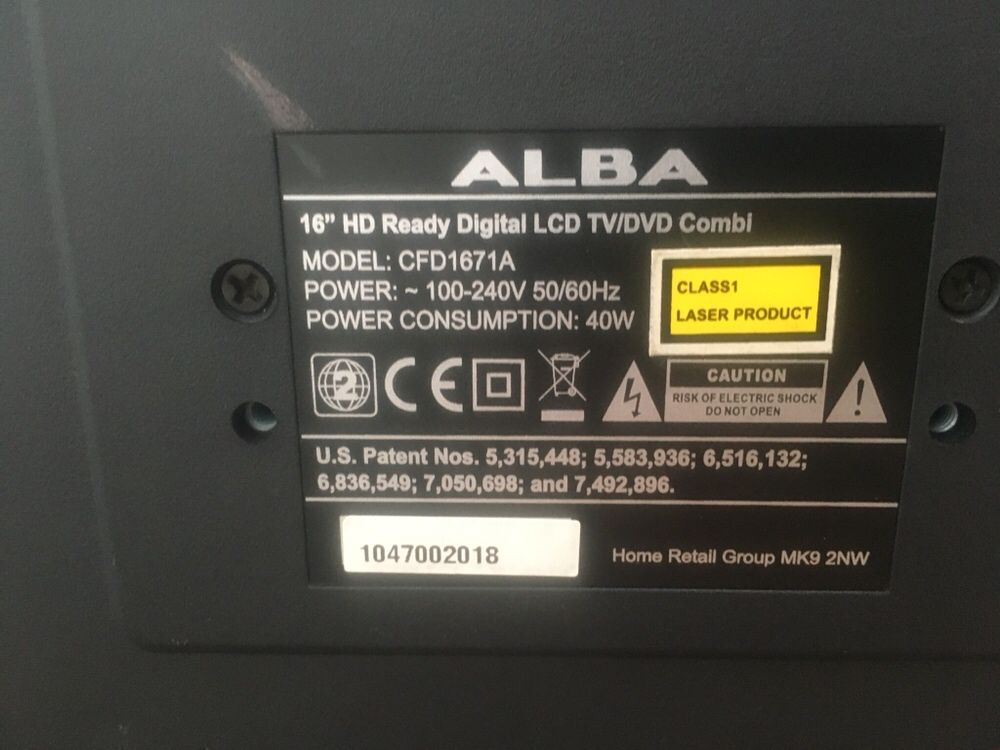 ALBA
16” HD Ready Digital LCD TV/DVD Combi
MODEL: CFD1671A
POWER: ~ 100-240V 50/60Hz
POWER CONSUMPTION: 40W
CLASS1
LASER PRODUCT
2
CE
CAUTION
RISK OF ELECTRIC SHOCK
DO NOT OPEN
!
U.S. Patent Nos. 5,315,448; 5,583,936; 6,516,132;
6,836,549; 7,050,698; and 7,492,896.
1047002018
Home Retail Group MK9 2NW